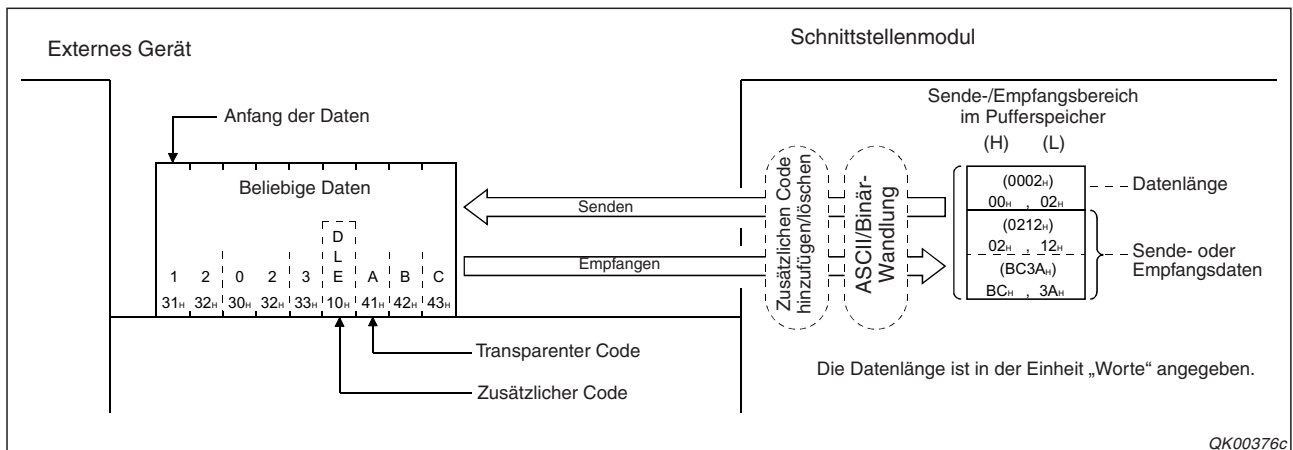 Externes Gerät
Schnittstellenmodul
Anfang der Daten
Sende-/Empfangsbereich
im Pufferspeicher
(H) (L)
Beliebige Daten
Senden
Empfangen
Zusätzlichen Code
hinzufügen/löschen
ASCII/Binär-
Wandlung
(0002H)
00H , 02H
Datenlänge
(0212H)
02H , 12H
(BC3AH)
BCH , 3AH
Sende- oder
Empfangsdaten
D
L
1 2 0 2 3 E A B C
31H 32H 30H 32H 33H 10H 41H 42H 43H
Transparenter Code
Zusätzlicher Code
Die Datenlänge ist in der Einheit „Worte“ angegeben.
QK00376c